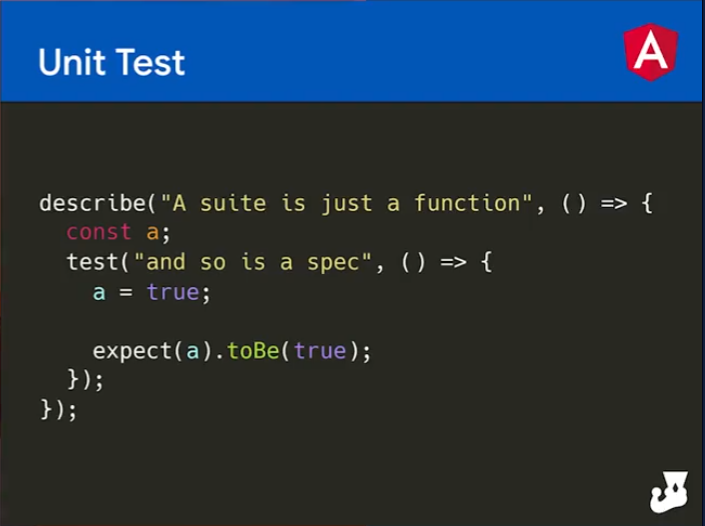 Unit Test
A
describe("A suite is just a function", () => {
  const a;
  test("and so is a spec", () => {
    a = true;

    expect(a).toBe(true);
  });
});